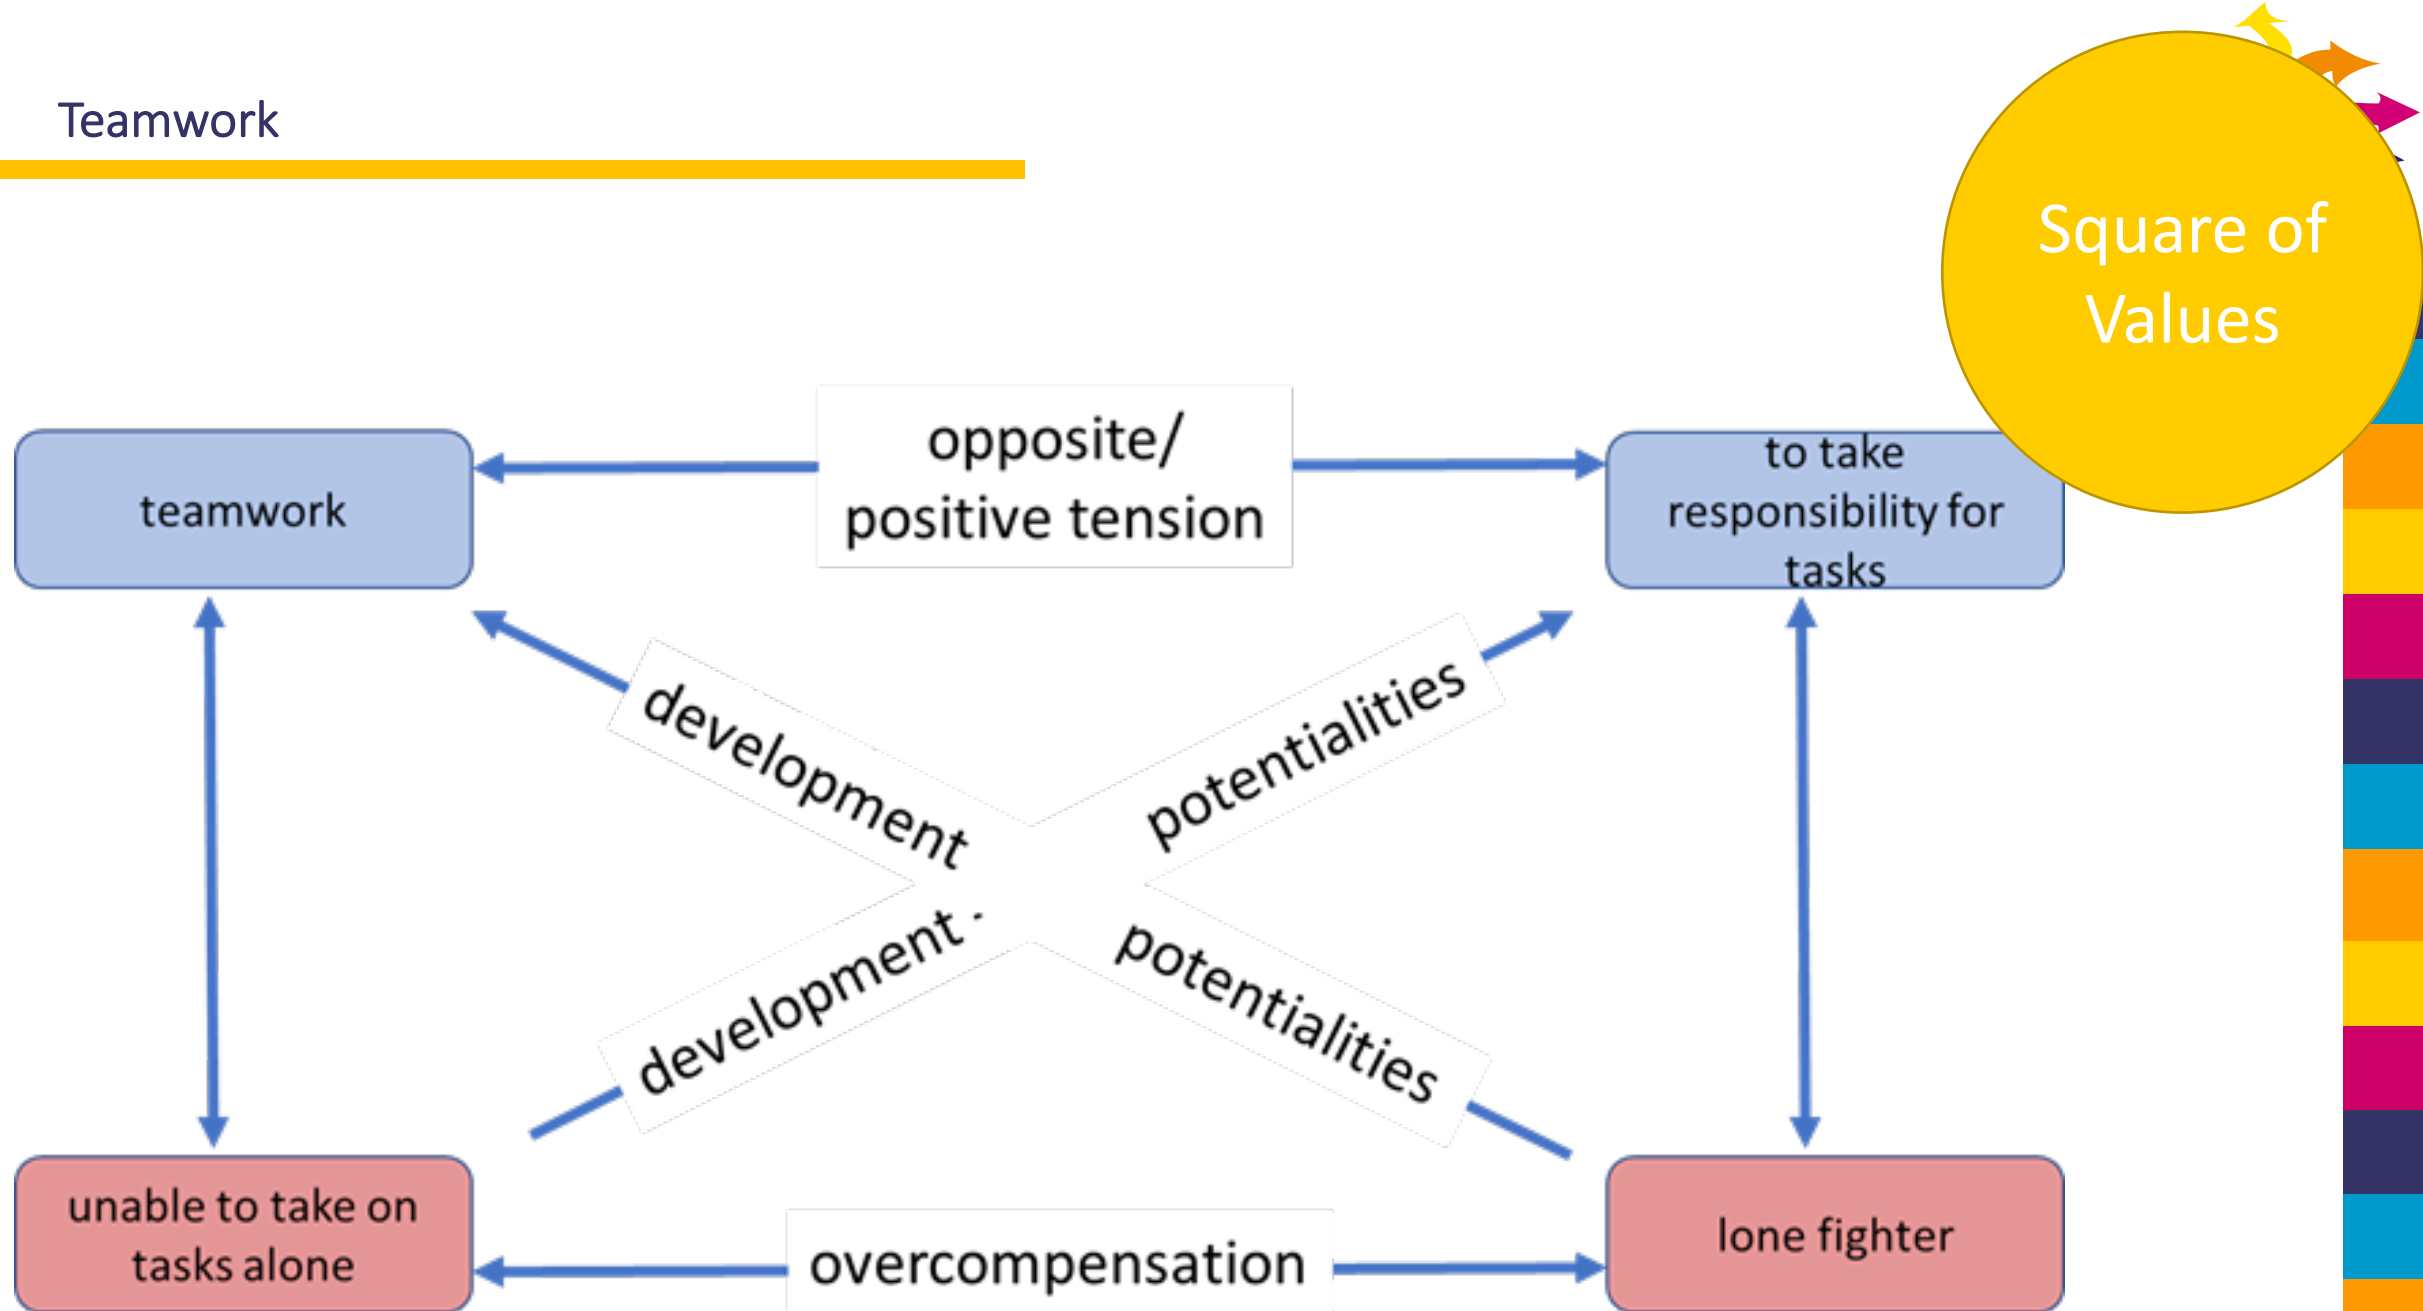 Teamwork
Square of
Values
opposite/
positive tension
teamwork
to take
responsibility for
tasks
development
potentialities
development
potentialities
unable to take on
tasks alone
overcompensation
lone fighter